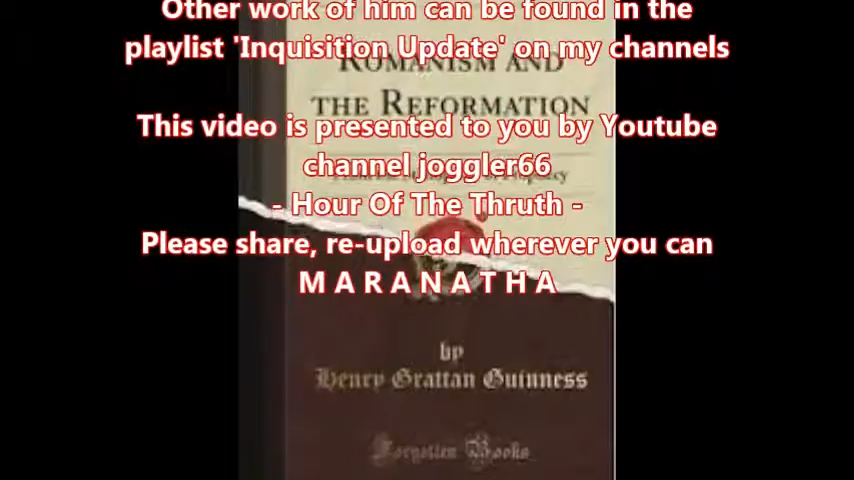 Other work of him can be found in the
playlist 'Inquisition Update' on my channels
ROMANISM AND
THE REFORMATION
This video is presented to you by Youtube
channel joggler66
- Hour Of The Thruth -
Please share, re-upload wherever you can
M A R A N A T H A
by
Henry Grattan Guinness
Forgotten Books